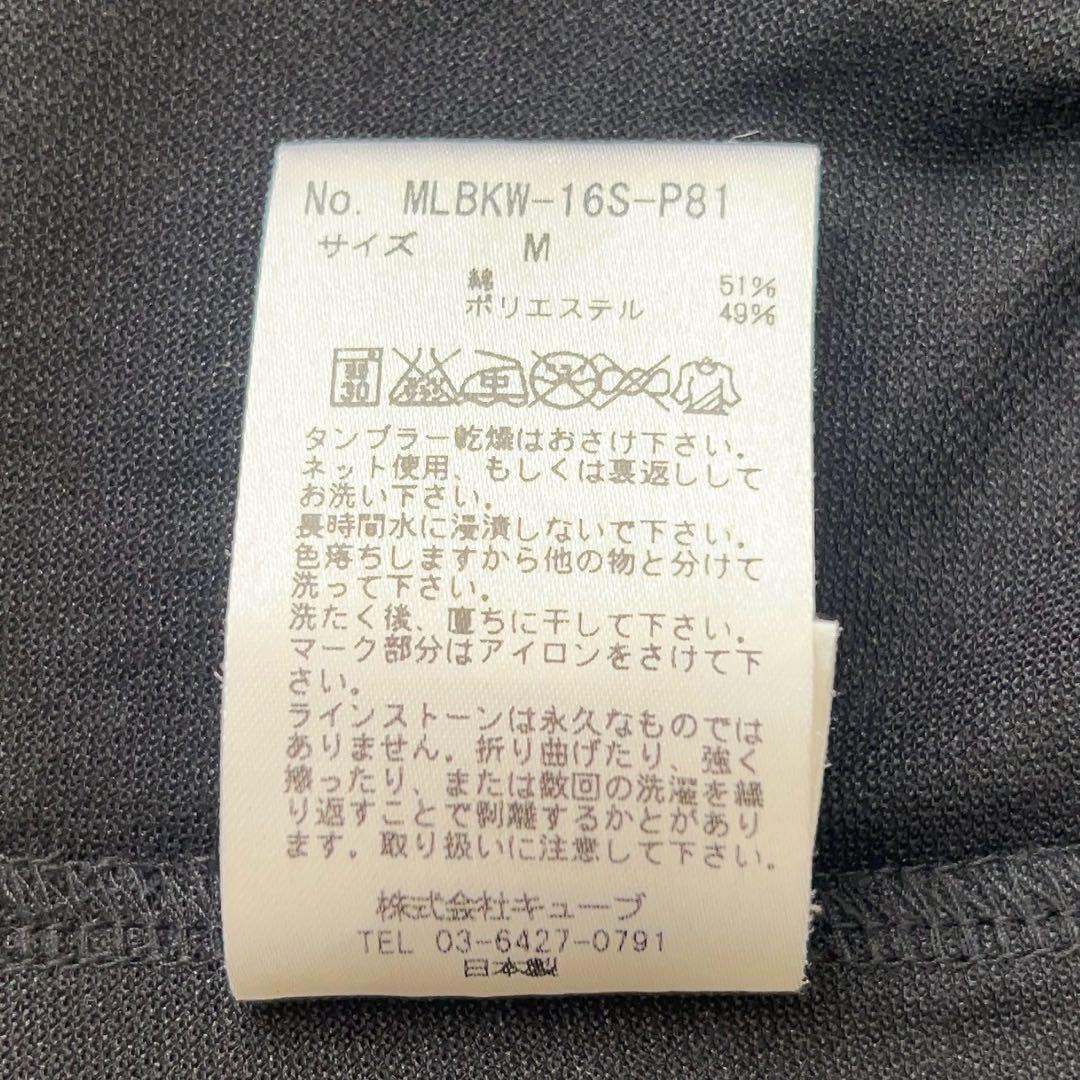 No. MLBKW-16S-P81
サイズ M
綿 51%
ポリエステル 49%
弱 30
タンブラー乾燥はおさけ下さい.
ネット使用、もしくは裏返しして
お洗い下さい.
長時間水に浸漬しないで下さい.
色落ちしますから他の物と分けて
洗って下さい.
洗たく後、直ちに干して下さい.
マーク部分はアイロンをさけて下
さい.
ラインストーンは永久なものでは
ありません. 折り曲げたり、強く
擦ったり、または数回の洗濯を繰
り返すことで剥離するかとがあり
ます. 取り扱いに注意して下さい.
株式会社キューブ
TEL 03-6427-0791
日本製